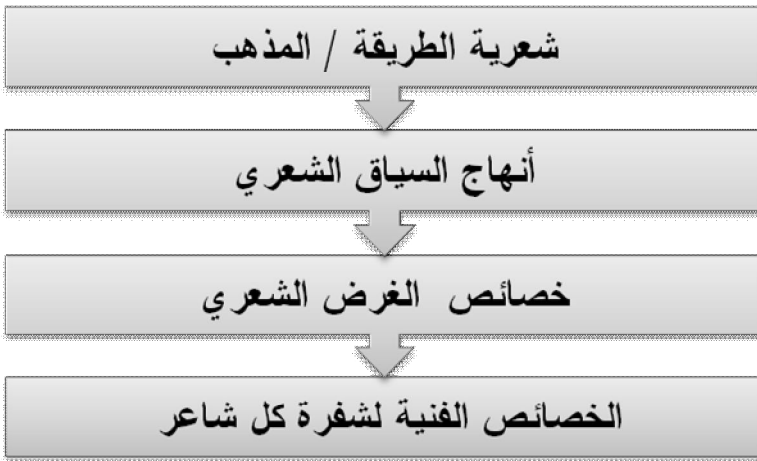 شعرية الطريقة / المذهب
أنهاج السياق الشعري
خصائص الغرض الشعري
الخصائص الفنية لشفرة كل شاعر